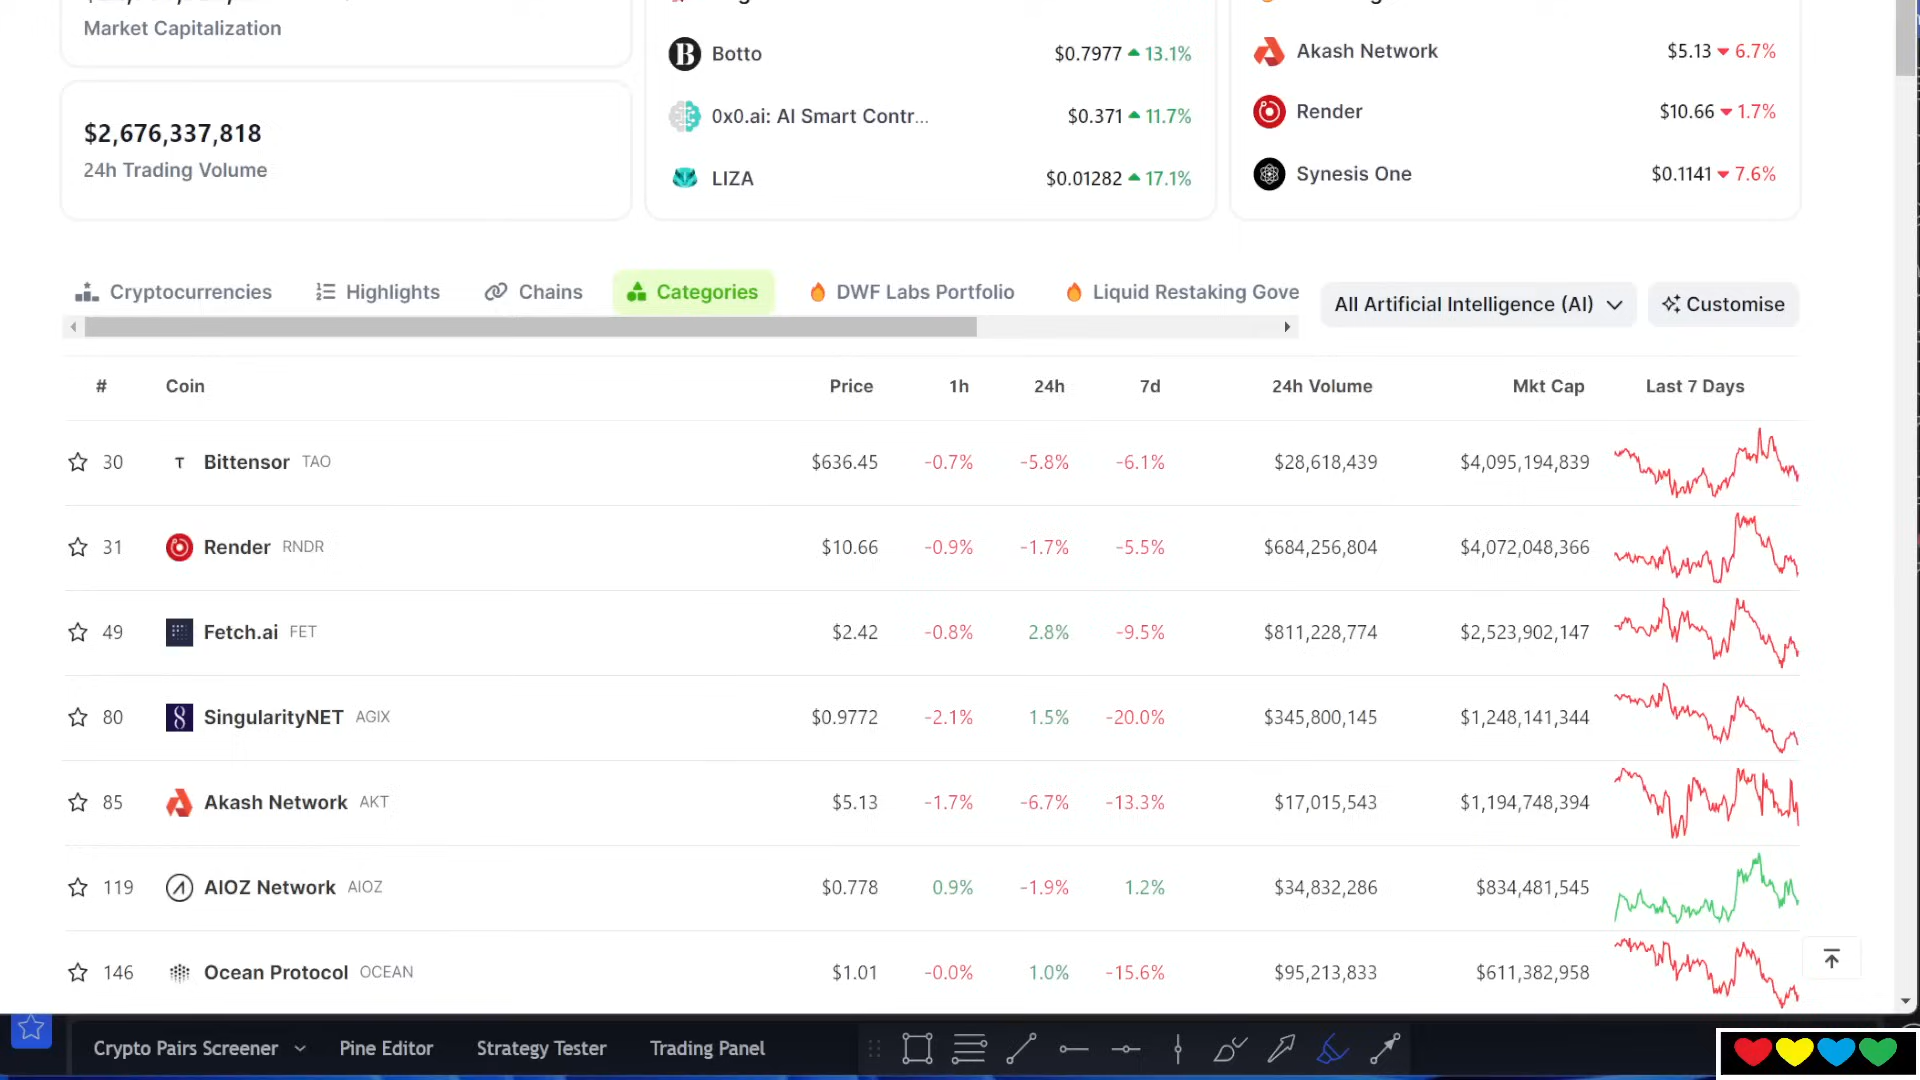 Market Capitalization
$2,676,337,818
24h Trading Volume
Botto $0.7977 13.1%
0x0.ai: AI Smart Contr... $0.371 11.7%
LIZA $0.01282 17.1%
Akash Network $5.13 6.7%
Render $10.66 1.7%
Synesis One $0.1141 7.6%
Cryptocurrencies Highlights Chains Categories DWF Labs Portfolio Liquid Restaking Gove All Artificial Intelligence (AI) Customise
# Coin Price 1h 24h 7d 24h Volume Mkt Cap Last 7 Days
30 T Bittensor TAO $636.45 -0.7% -5.8% -6.1% $28,618,439 $4,095,194,839
31 Render RNDR $10.66 -0.9% -1.7% -5.5% $684,256,804 $4,072,048,366
49 Fetch.ai FET $2.42 -0.8% 2.8% -9.5% $811,228,774 $2,523,902,147
80 SingularityNET AGIX $0.9772 -2.1% 1.5% -20.0% $345,800,145 $1,248,141,344
85 Akash Network AKT $5.13 -1.7% -6.7% -13.3% $17,015,543 $1,194,748,394
119 AIOZ Network AIOZ $0.778 0.9% -1.9% 1.2% $34,832,286 $834,481,545
146 Ocean Protocol OCEAN $1.01 -0.0% 1.0% -15.6% $95,213,833 $611,382,958
Crypto Pairs Screener Pine Editor Strategy Tester Trading Panel